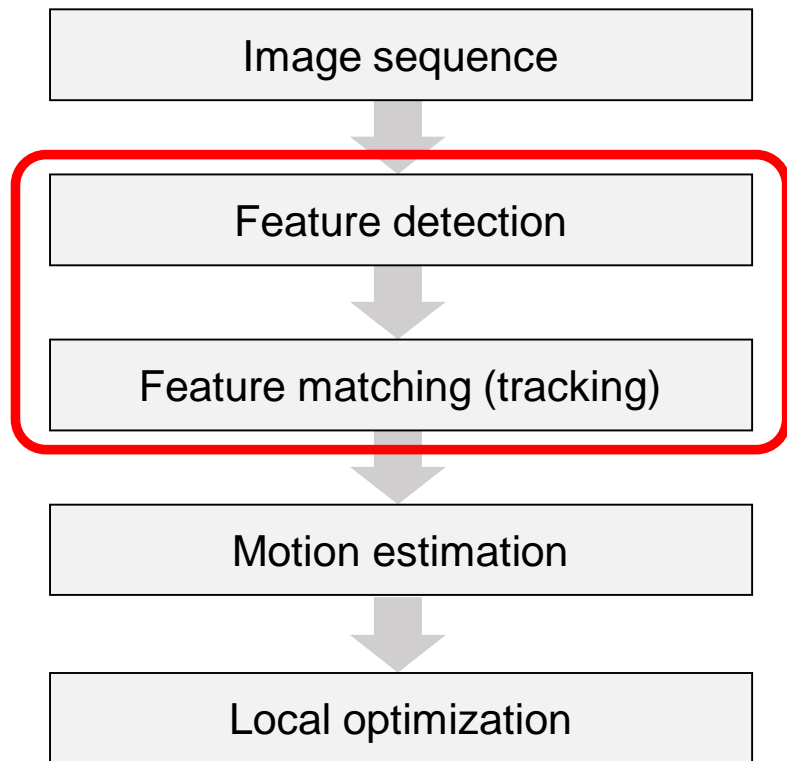 Image sequence
Feature detection
Feature matching (tracking)
Motion estimation
Local optimization